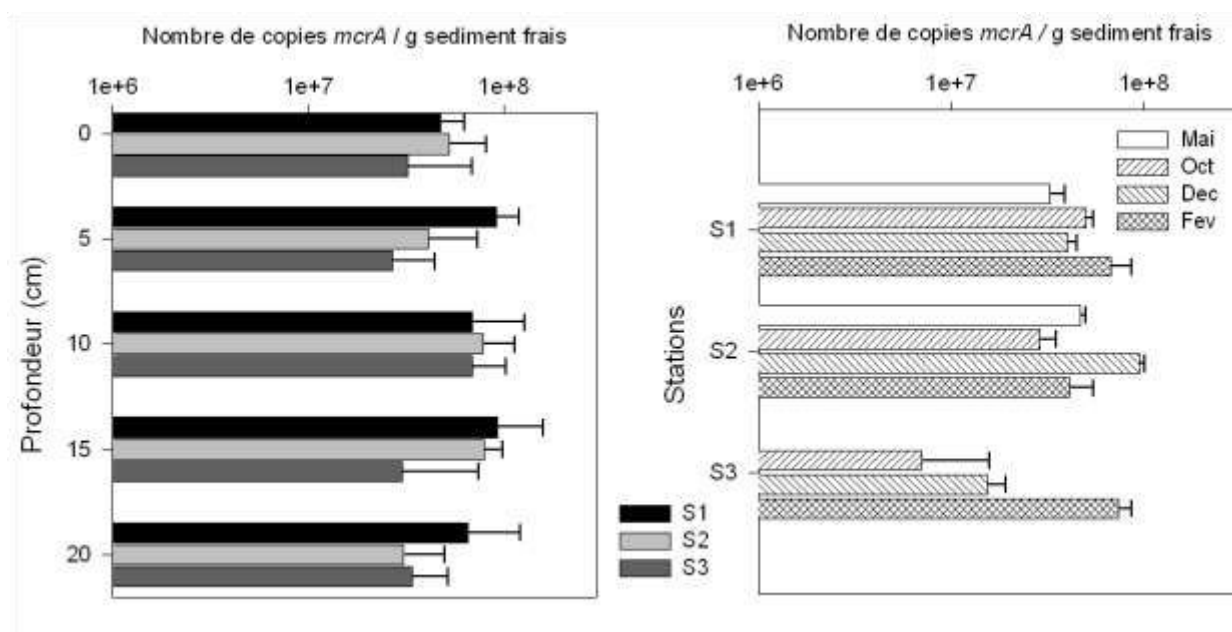 Nombre de copies mcrA / g sediment frais
1e+6 1e+7 1e+8
Profondeur (cm)
0
5
10
15
20
S1
S2
S3
Nombre de copies mcrA / g sediment frais
1e+6 1e+7 1e+8
Mai
Oct
Dec
Fev
Stations
S1
S2
S3